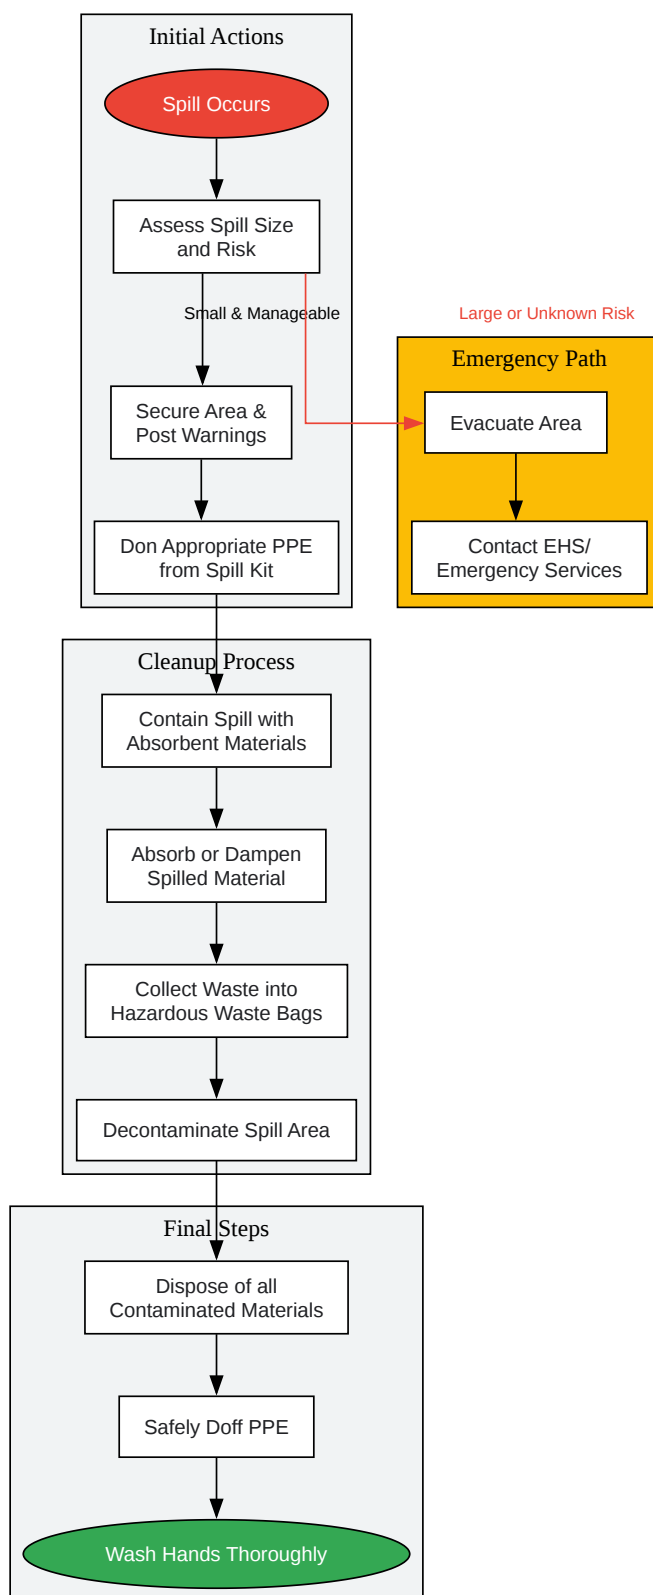 Initial Actions
Spill Occurs
Assess Spill Size
and Risk
Small & Manageable
Large or Unknown Risk
Emergency Path
Secure Area &
Post Warnings
Evacuate Area
Don Appropriate PPE
from Spill Kit
Contact EHS/
Emergency Services
Cleanup Process
Contain Spill with
Absorbent Materials
Absorb or Dampen
Spilled Material
Collect Waste into
Hazardous Waste Bags
Decontaminate Spill Area
Final Steps
Dispose of all
Contaminated Materials
Safely Doff PPE
Wash Hands Thoroughly